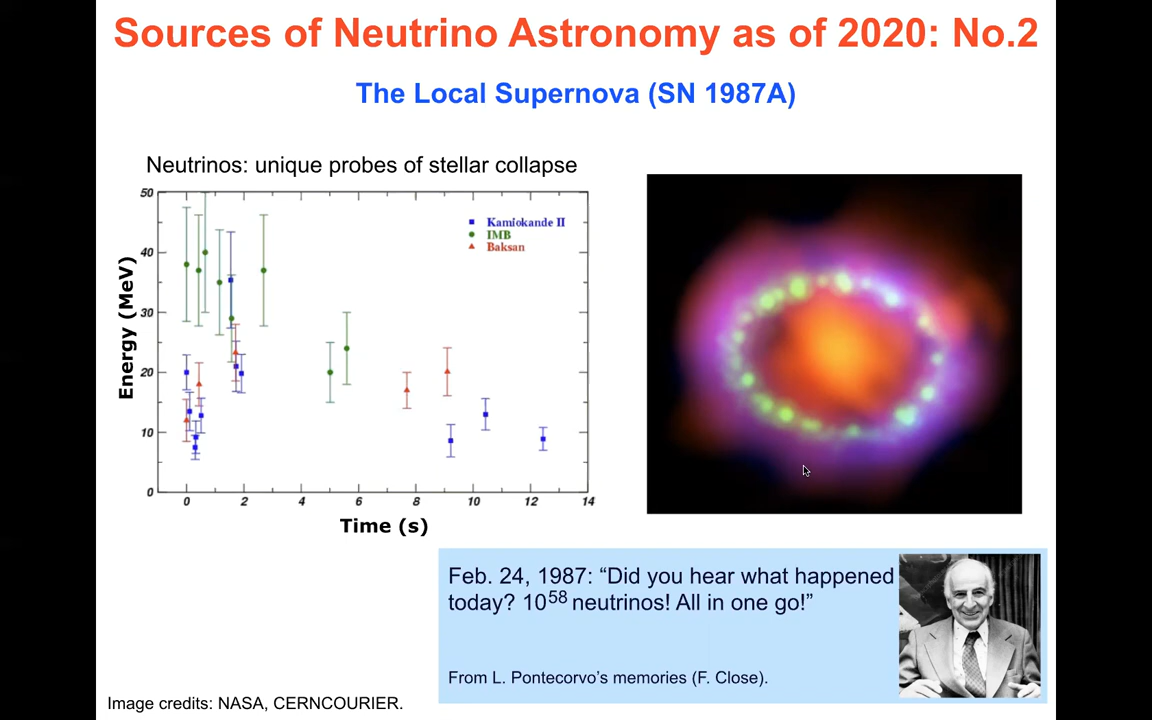 Sources of Neutrino Astronomy as of 2020: No.2
The Local Supernova (SN 1987A)
Neutrinos: unique probes of stellar collapse
50
40
30
20
10
0
Energy (MeV)
Kamiokande II
IMB
Baksan
0 2 4 6 8 10 12 14
Time (s)
Feb. 24, 1987: “Did you hear what happened
today? 10⁵⁸ neutrinos! All in one go!”
From L. Pontecorvo’s memories (F. Close).
Image credits: NASA, CERNCOURIER.